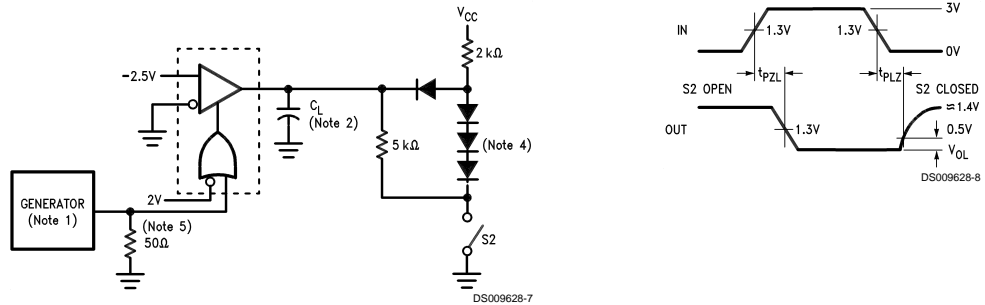 V_CC
2 kΩ
−2.5V
C_L
(Note 2)
5 kΩ
(Note 4)
2V
GENERATOR
(Note 1)
(Note 5)
50Ω
S2
DS009628-7
3V
IN
1.3V
1.3V
0V
t_PZL
t_PLZ
S2 OPEN
S2 CLOSED
≈1.4V
OUT
1.3V
0.5V
V_OL
DS009628-8